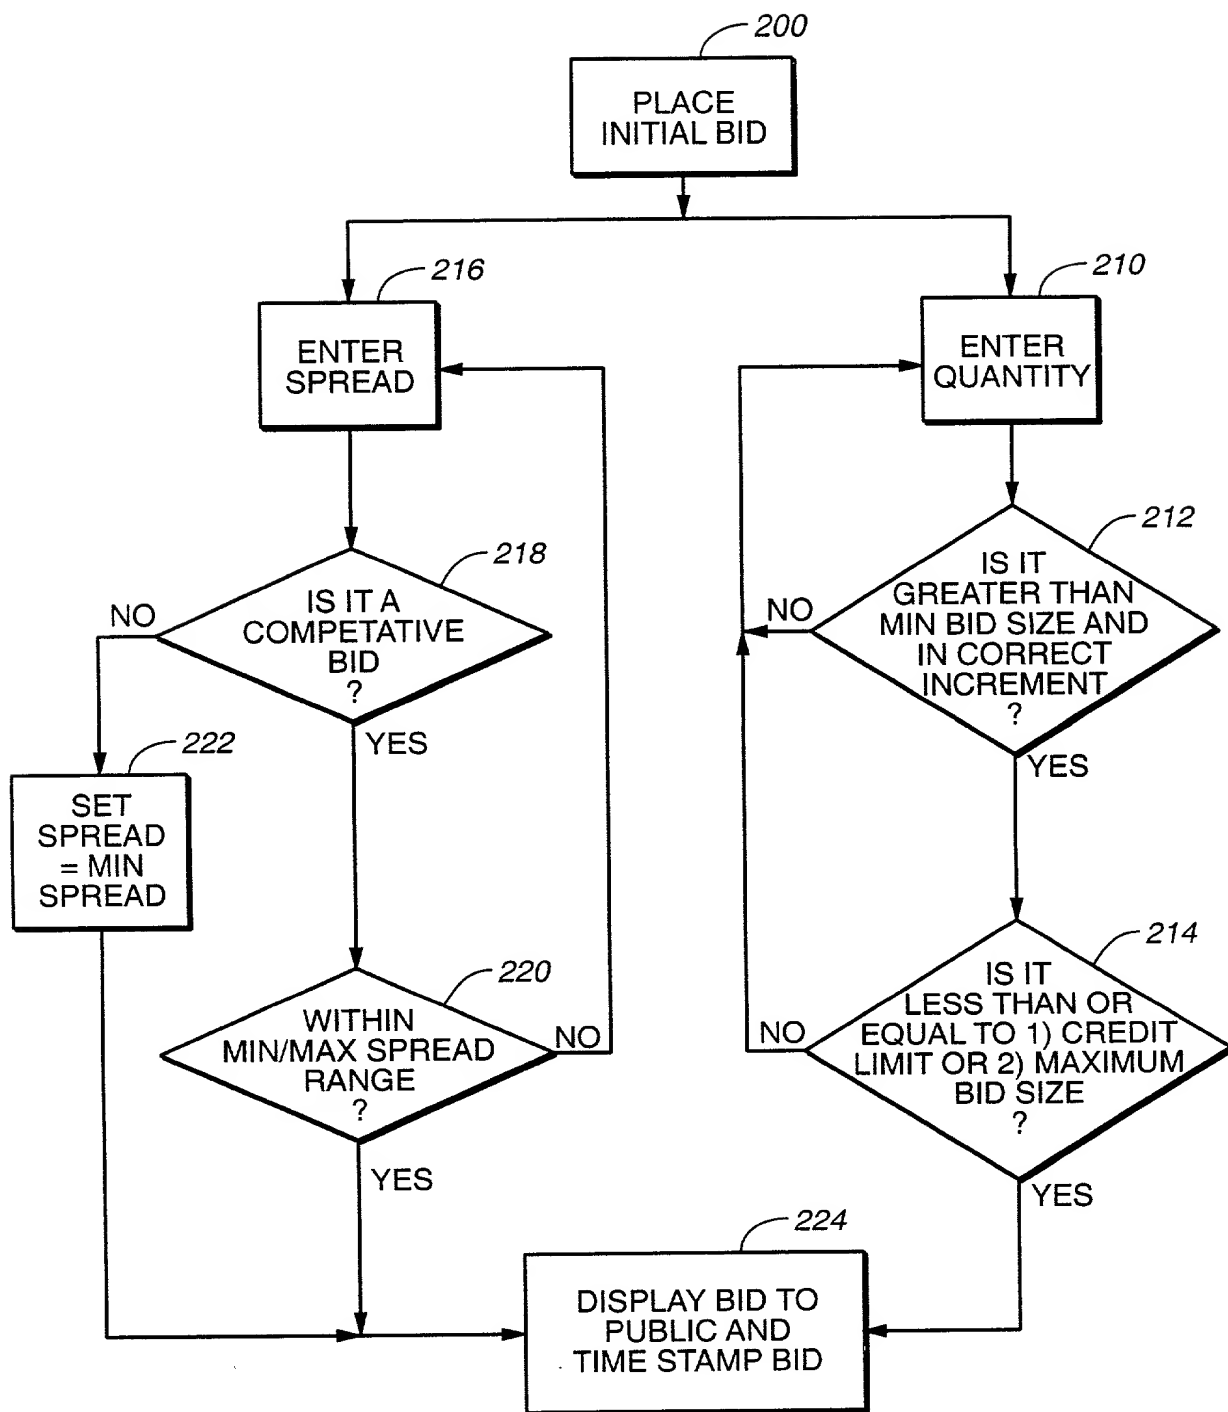 200
PLACE
INITIAL BID
216
ENTER
SPREAD
210
ENTER
QUANTITY
218
IS IT A
COMPETATIVE
BID
?
NO
YES
212
IS IT
GREATER THAN
MIN BID SIZE AND
IN CORRECT
INCREMENT
?
NO
YES
222
SET
SPREAD
= MIN
SPREAD
220
WITHIN
MIN/MAX SPREAD
RANGE
?
NO
YES
214
IS IT
LESS THAN OR
EQUAL TO 1) CREDIT
LIMIT OR 2) MAXIMUM
BID SIZE
?
NO
YES
224
DISPLAY BID TO
PUBLIC AND
TIME STAMP BID